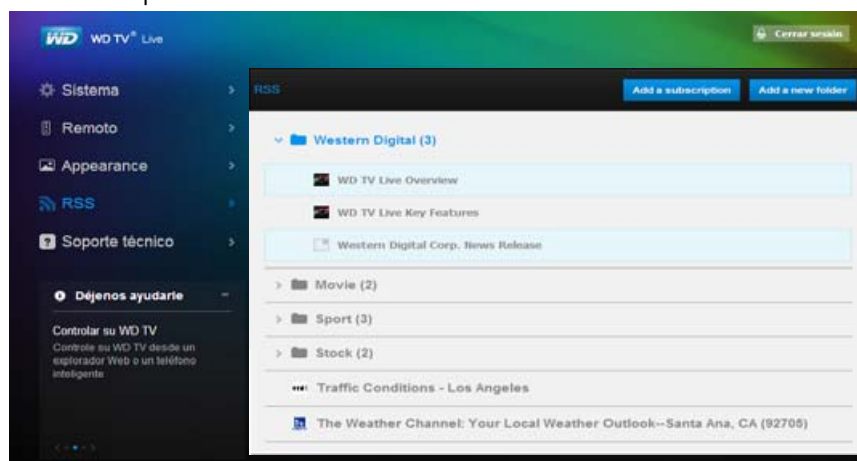 WD WD TV® Live
Cerrar sesión
Sistema
Remoto
Appearance
RSS
Soporte técnico
Déjenos ayudarle
Controlar su WD TV
Controle su WD TV desde un
explorador Web o un teléfono
inteligente
RSS
Add a subscription
Add a new folder
Western Digital (3)
WD TV Live Overview
WD TV Live Key Features
Western Digital Corp. News Release
Movie (2)
Sport (3)
Stock (2)
Traffic Conditions - Los Angeles
The Weather Channel: Your Local Weather Outlook--Santa Ana, CA (92705)